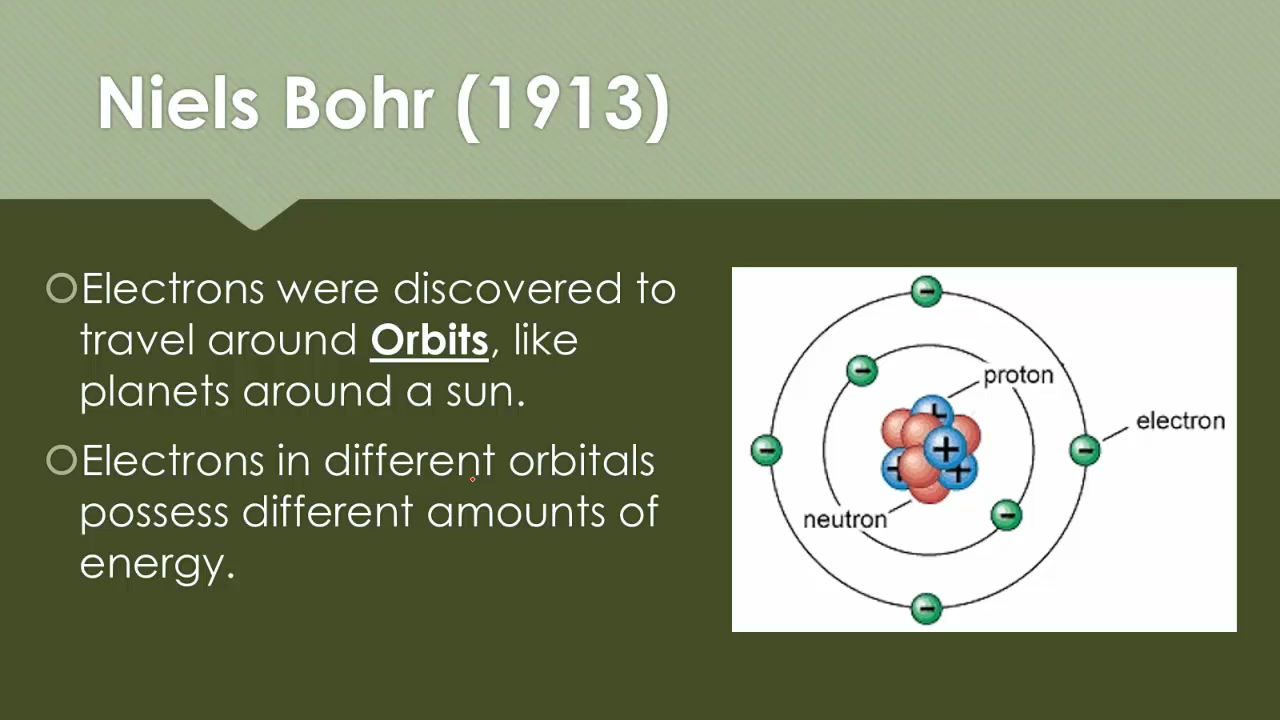 Niels Bohr (1913)
Electrons were discovered to
travel around Orbits, like
planets around a sun.
Electrons in different orbitals
possess different amounts of
energy.
proton
electron
neutron